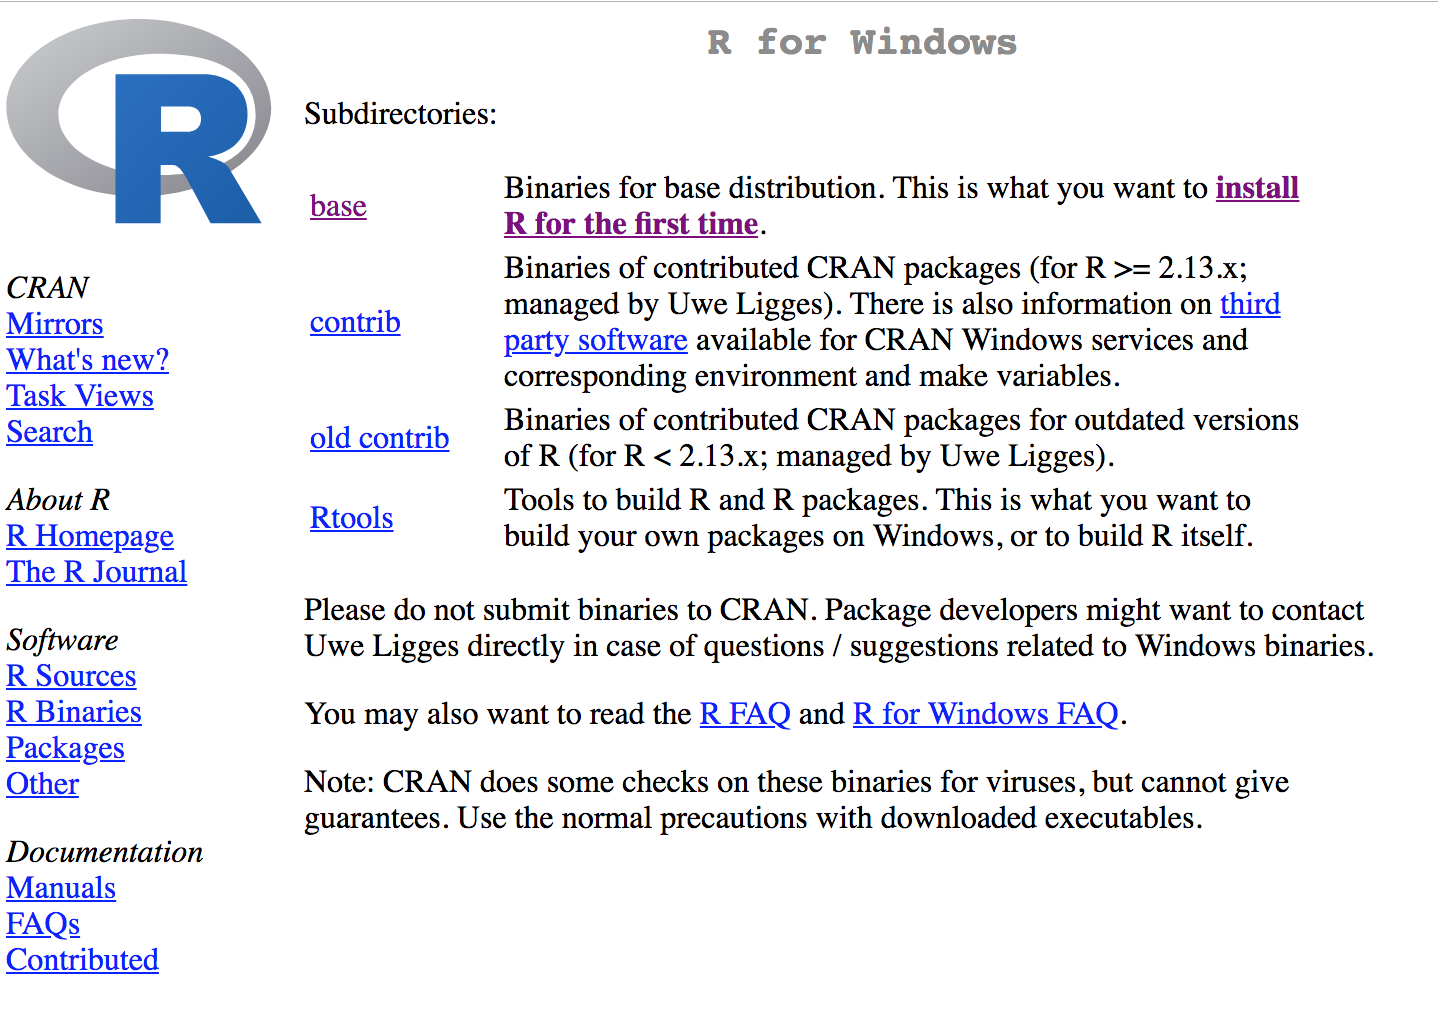 R
R for Windows
Subdirectories:
base
Binaries for base distribution. This is what you want to install
R for the first time.
contrib
Binaries of contributed CRAN packages (for R >= 2.13.x;
managed by Uwe Ligges). There is also information on third
party software available for CRAN Windows services and
corresponding environment and make variables.
old contrib
Binaries of contributed CRAN packages for outdated versions
of R (for R < 2.13.x; managed by Uwe Ligges).
Rtools
Tools to build R and R packages. This is what you want to
build your own packages on Windows, or to build R itself.
Please do not submit binaries to CRAN. Package developers might want to contact
Uwe Ligges directly in case of questions / suggestions related to Windows binaries.
You may also want to read the R FAQ and R for Windows FAQ.
Note: CRAN does some checks on these binaries for viruses, but cannot give
guarantees. Use the normal precautions with downloaded executables.
CRAN
Mirrors
What's new?
Task Views
Search
About R
R Homepage
The R Journal
Software
R Sources
R Binaries
Packages
Other
Documentation
Manuals
FAQs
Contributed